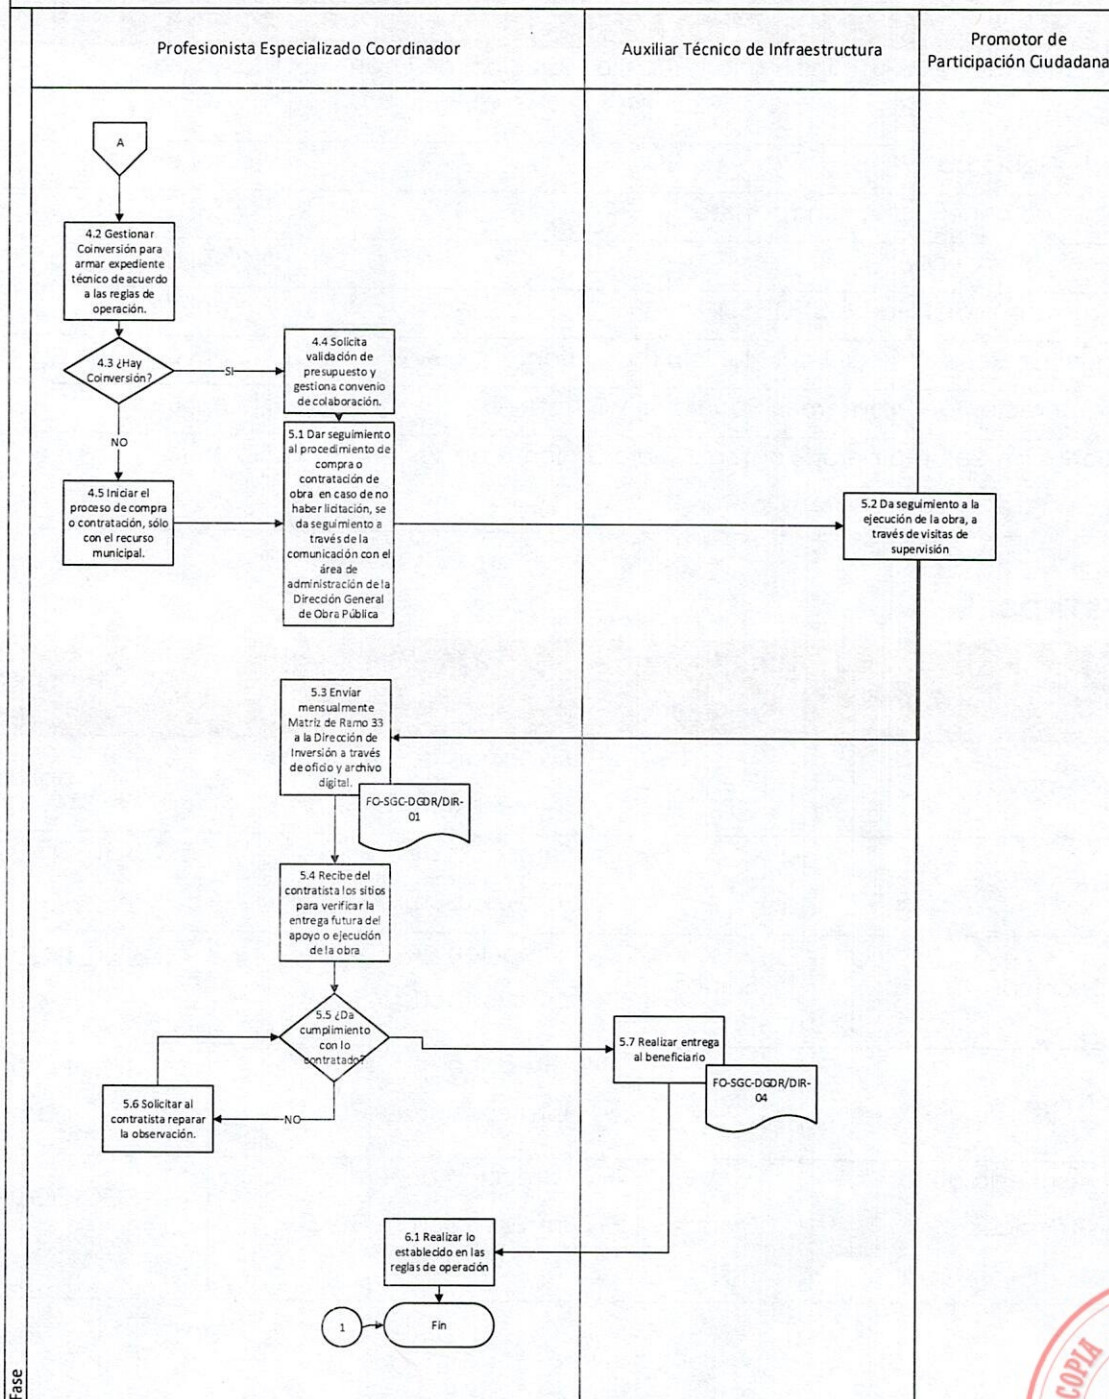 Profesionista Especializado Coordinador
Auxiliar Técnico de Infraestructura
Promotor de
Participación Ciudadana
A
4.2 Gestionar
Coinversión para
armar expediente
técnico de acuerdo
a las reglas de
operación.
4.3 ¿Hay
Coinversión?
SI
4.4 Solicita
validación de
presupuesto y
gestiona convenio
de colaboración.
NO
4.5 Iniciar el
proceso de compra
o contratación, sólo
con el recurso
municipal.
5.1 Dar seguimiento
al procedimiento de
compra o
contratación de
obra en caso de no
haber licitación, se
da seguimiento a
través de la
comunicación con el
área de
administración de la
Dirección General
de Obra Pública
5.2 Da seguimiento a la
ejecución de la obra, a
través de visitas de
supervisión
5.3 Enviar
mensualmente
Matríz de Ramo 33
a la Dirección de
Inversión a través
de oficio y archivo
digital.
FO-SGC-DGDR/DIR-
01
5.4 Recibe del
contratista los sitios
para verificar la
entrega futura del
apoyo o ejecución
de la obra
5.5 ¿Da
cumplimiento
con lo
contratado?
NO
5.6 Solicitar al
contratista reparar
la observación.
5.7 Realizar entrega
al beneficiario
FO-SGC-DGDR/DIR-
04
6.1 Realizar lo
establecido en las
reglas de operación
1
Fin
Fase
COPIA